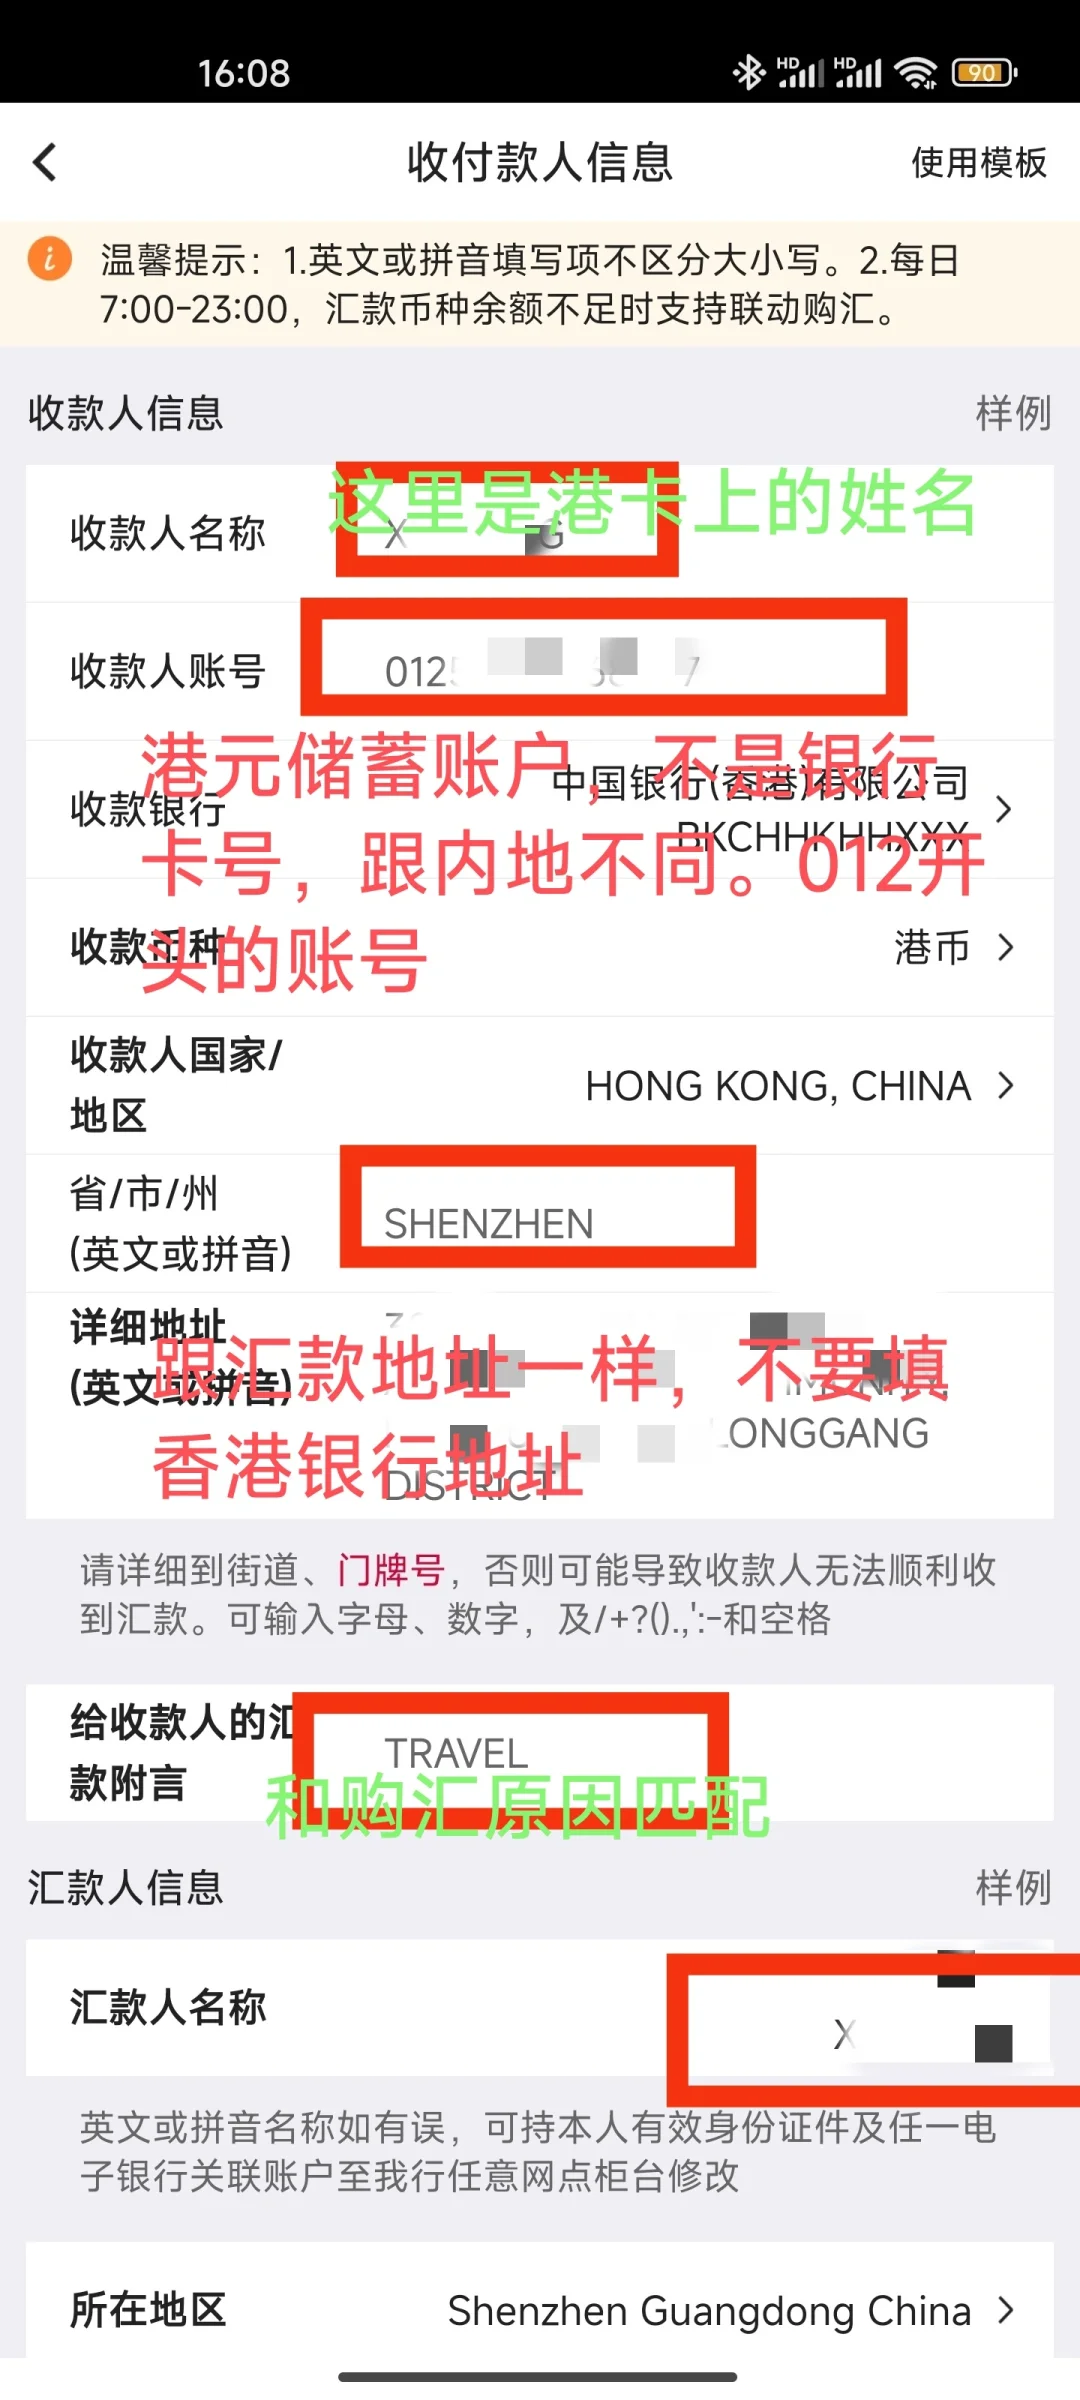 16:08
HD HD 90
收付款人信息
使用模板
温馨提示：1.英文或拼音填写项不区分大小写。2.每日
7:00-23:00，汇款币种余额不足时支持联动购汇。
收款人信息
样例
这里是港卡上的姓名
收款人名称
X G
收款人账号
012 7
港元储蓄账户，不是银行
卡号，跟内地不同。012开
头的账号
收款银行
中国银行(香港)有限公司
BKCHHKHHXXX
收款币种
港币
收款人国家/
地区
HONG KONG, CHINA
省/市/州
(英文或拼音)
SHENZHEN
详细地址
(英文或拼音)
跟汇款地址一样，不要填
香港银行地址
LONGGANG
DISTRICT
请详细到街道、门牌号，否则可能导致收款人无法顺利收
到汇款。可输入字母、数字，及/+?().,':-和空格
给收款人的汇
款附言
TRAVEL
和购汇原因匹配
汇款人信息
样例
汇款人名称
X
英文或拼音名称如有误，可持本人有效身份证件及任一电
子银行关联账户至我行任意网点柜台修改
所在地区
Shenzhen Guangdong China